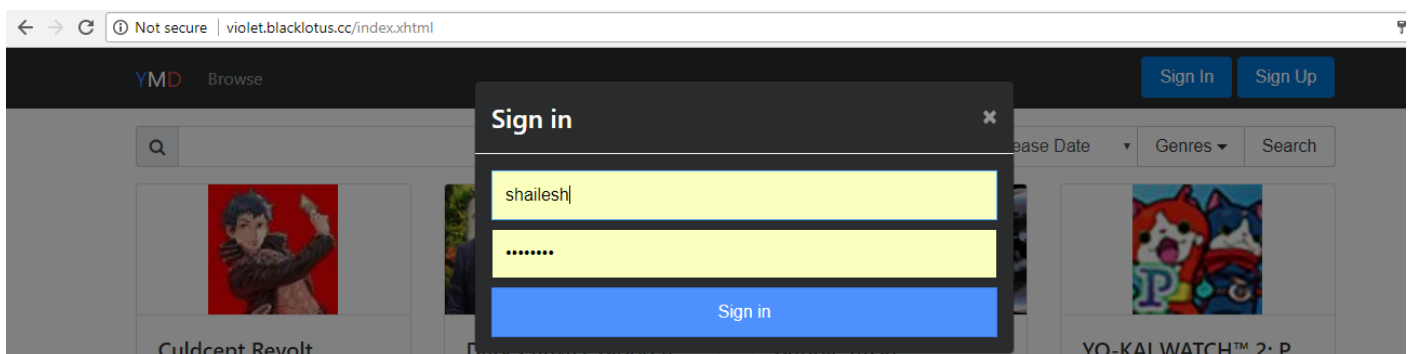 Not secure violet.blacklotus.cc/index.xhtml
YMD Browse Sign In Sign Up
Sign in ×
ease Date Genres Search
shailesh
••••••••
Sign in
Culdcept Revolt
YO-KAI WATCH™ 2: P